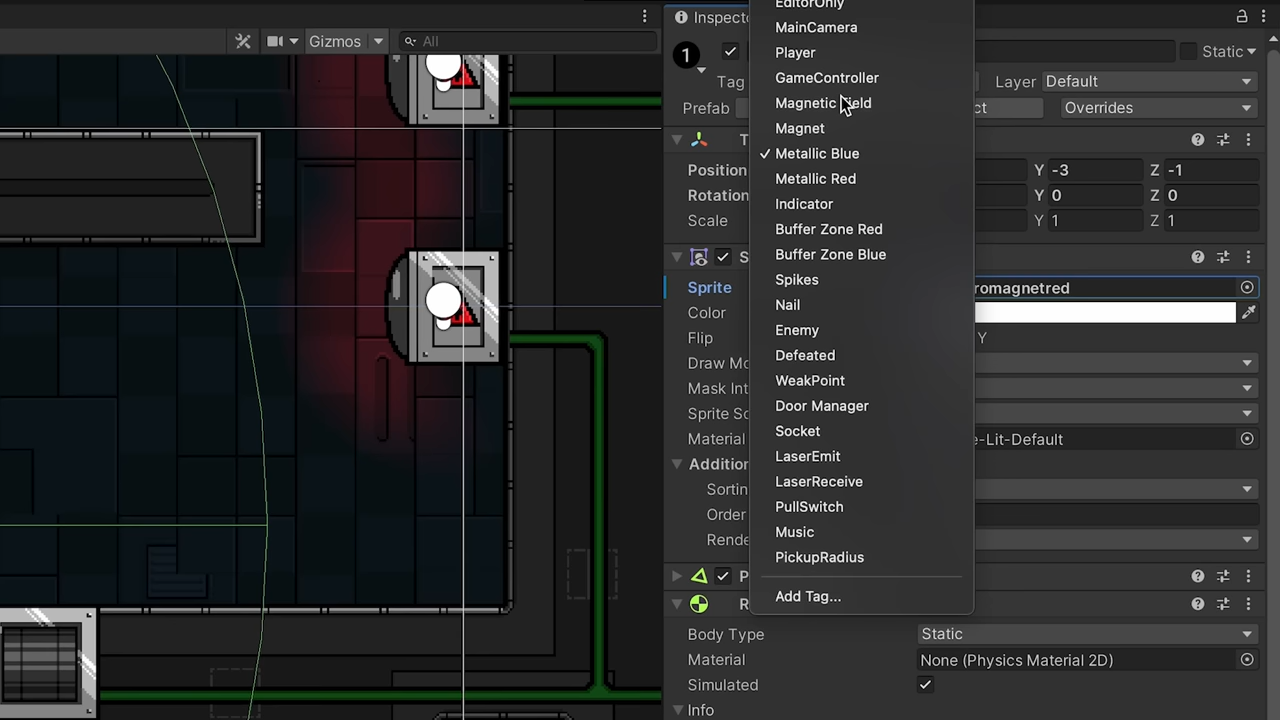 EditorOnly
Inspecto
MainCamera
1
Static
Gizmos
All
Player
Tag
GameController
Layer
Default
Prefab
Magnetic Field
ct
Overrides
Magnet
T
Metallic Blue
Position
Y -3
Z -1
Metallic Red
Rotation
Y 0
Z 0
Indicator
Scale
Y 1
Z 1
Buffer Zone Red
Buffer Zone Blue
S
Spikes
Sprite
romagnetred
Nail
Color
Enemy
Flip
Y
Defeated
Draw Mo
WeakPoint
Mask Int
Door Manager
Sprite So
Socket
Material
e-Lit-Default
LaserEmit
Addition
LaserReceive
Sortin
PullSwitch
Order
Music
Rende
PickupRadius
P
Add Tag...
R
Body Type
Static
Material
None (Physics Material 2D)
Simulated
Info